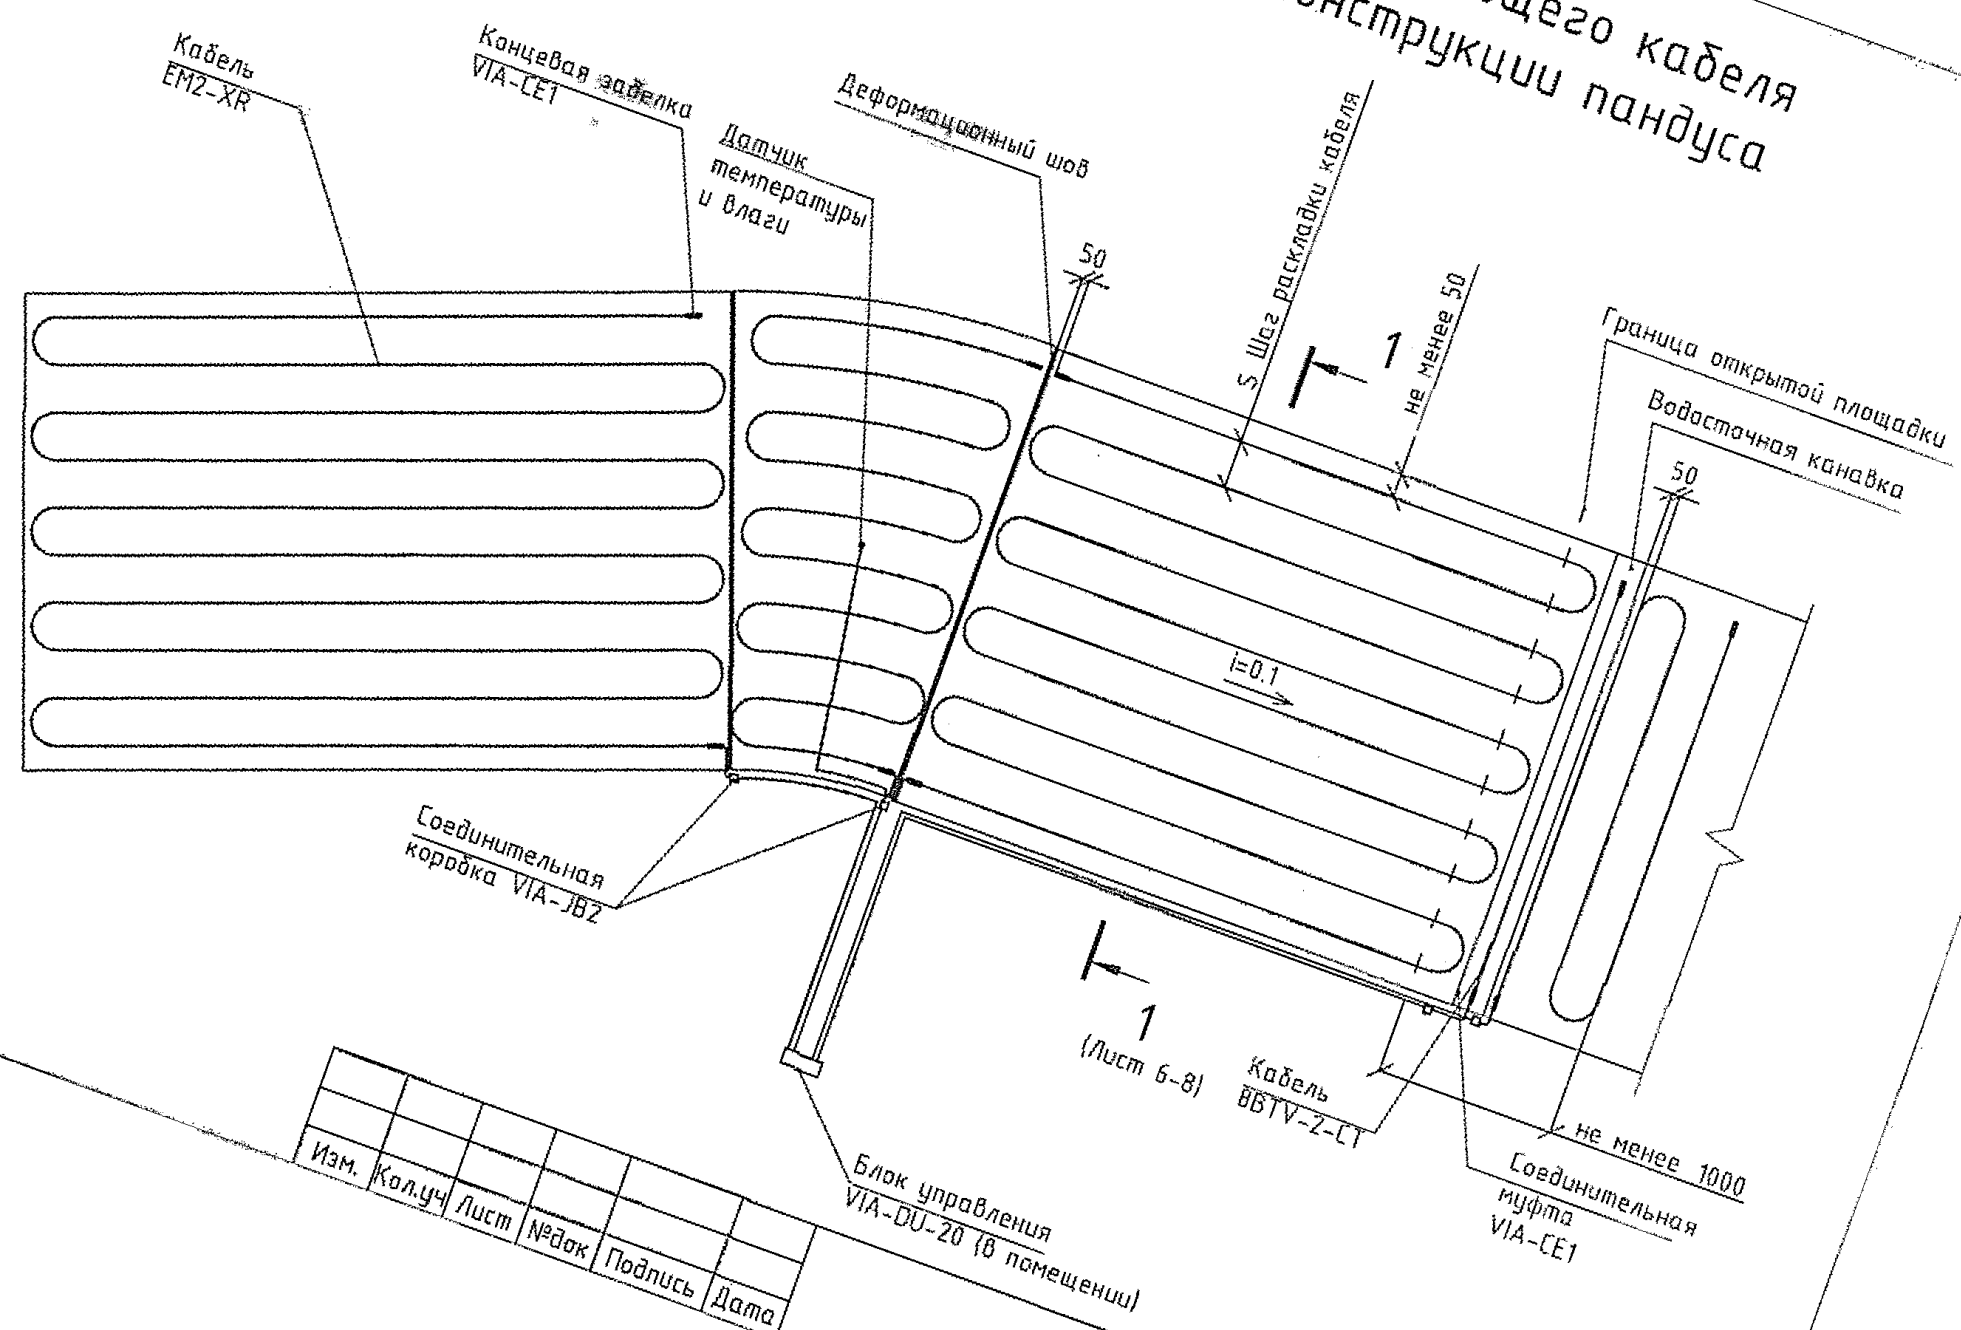 щего кабеля
онструкции пандуса
Кабель
EM2-XR
Концевая заделка
VIA-CE1
Датчик
температуры
и влаги
Деформационный шов
50
S Шаг раскладки кабеля
1
не менее 50
Граница открытой площадки
Водосточная канавка
50
i=0.1
Соединительная
коробка VIA-JB2
1
(Лист 6-8)
Кабель
8BTV-2-CT
не менее 1000
Соединительная
муфта
VIA-CE1
Блок управления
VIA-DU-20 (в помещении)
Изм. Кол.уч Лист №док Подпись Дата